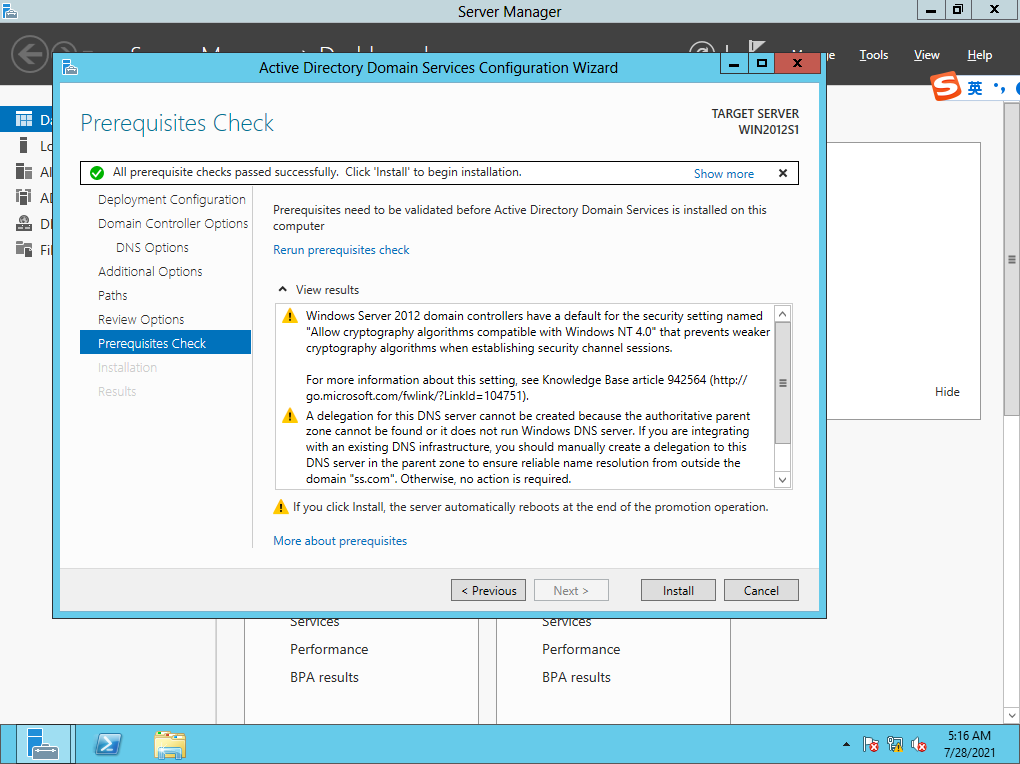 Server Manager
Manage
Tools
View
Help
英
Active Directory Domain Services Configuration Wizard
Prerequisites Check
TARGET SERVER
WIN2012S1
All prerequisite checks passed successfully.  Click 'Install' to begin installation.
Show more
Deployment Configuration
Domain Controller Options
DNS Options
Additional Options
Paths
Review Options
Prerequisites Check
Installation
Results
Prerequisites need to be validated before Active Directory Domain Services is installed on this
computer
Rerun prerequisites check
View results
Windows Server 2012 domain controllers have a default for the security setting named
"Allow cryptography algorithms compatible with Windows NT 4.0" that prevents weaker
cryptography algorithms when establishing security channel sessions.
For more information about this setting, see Knowledge Base article 942564 (http://
go.microsoft.com/fwlink/?LinkId=104751).
A delegation for this DNS server cannot be created because the authoritative parent
zone cannot be found or it does not run Windows DNS server. If you are integrating
with an existing DNS infrastructure, you should manually create a delegation to this
DNS server in the parent zone to ensure reliable name resolution from outside the
domain "ss.com". Otherwise, no action is required.
If you click Install, the server automatically reboots at the end of the promotion operation.
More about prerequisites
< Previous
Next >
Install
Cancel
Hide
Services
Performance
BPA results
Services
Performance
BPA results
5:16 AM
7/28/2021